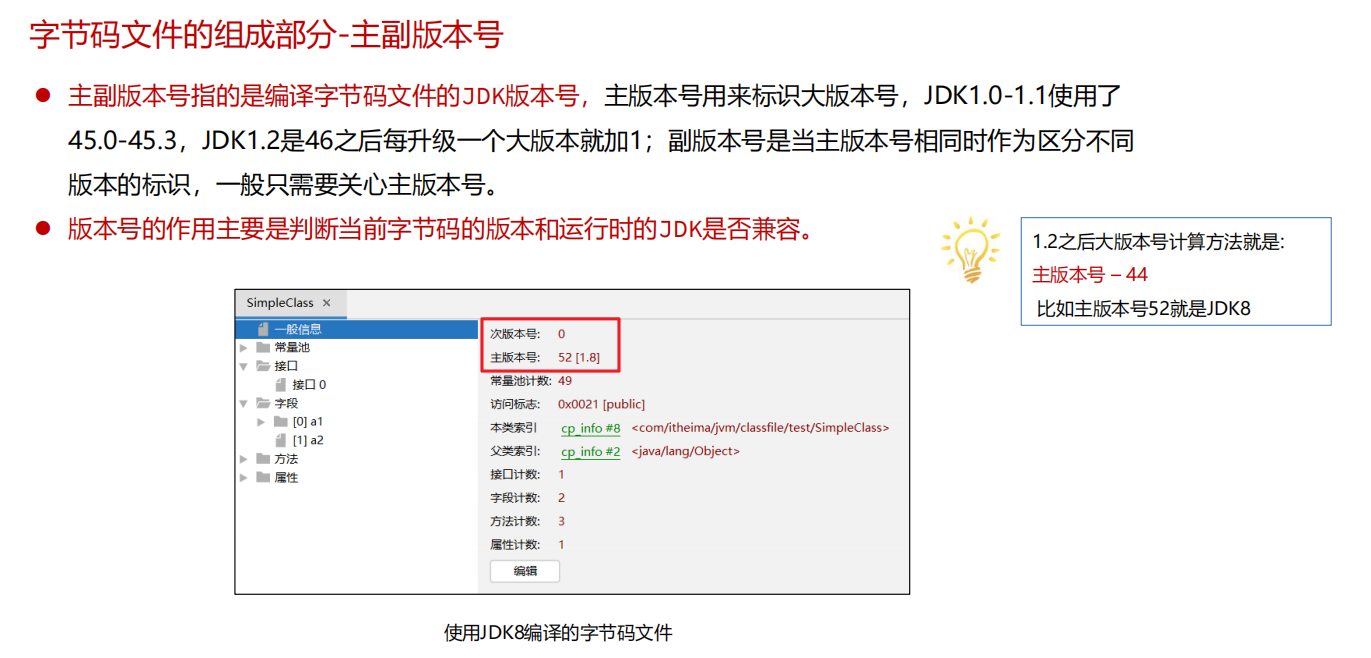 字节码文件的组成部分-主副版本号
主副版本号指的是编译字节码文件的JDK版本号，主版本号用来标识大版本号，JDK1.0-1.1使用了
45.0-45.3，JDK1.2是46之后每升级一个大版本就加1；副版本号是当主版本号相同时作为区分不同
版本的标识，一般只需要关心主版本号。
版本号的作用主要是判断当前字节码的版本和运行时的JDK是否兼容。
1.2之后大版本号计算方法就是:
主版本号 – 44
比如主版本号52就是JDK8
SimpleClass ×
一般信息
常量池
接口
接口 0
字段
[0] a1
[1] a2
方法
属性
次版本号: 0
主版本号: 52 [1.8]
常量池计数: 49
访问标志: 0x0021 [public]
本类索引 cp_info #8 <com/itheima/jvm/classfile/test/SimpleClass>
父类索引: cp_info #2 <java/lang/Object>
接口计数: 1
字段计数: 2
方法计数: 3
属性计数: 1
编辑
使用JDK8编译的字节码文件